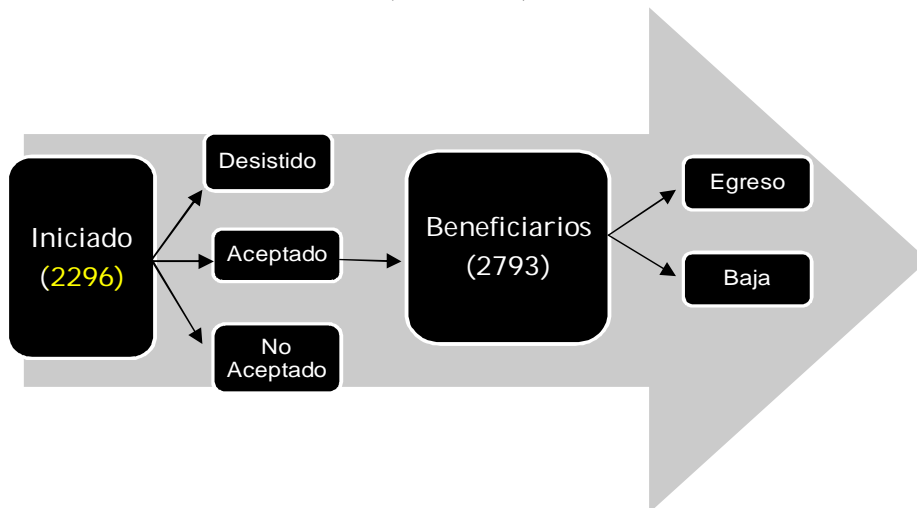 Iniciado
(2296)
Desistido
Aceptado
No
Aceptado
Beneficiarios
(2793)
Egreso
Baja